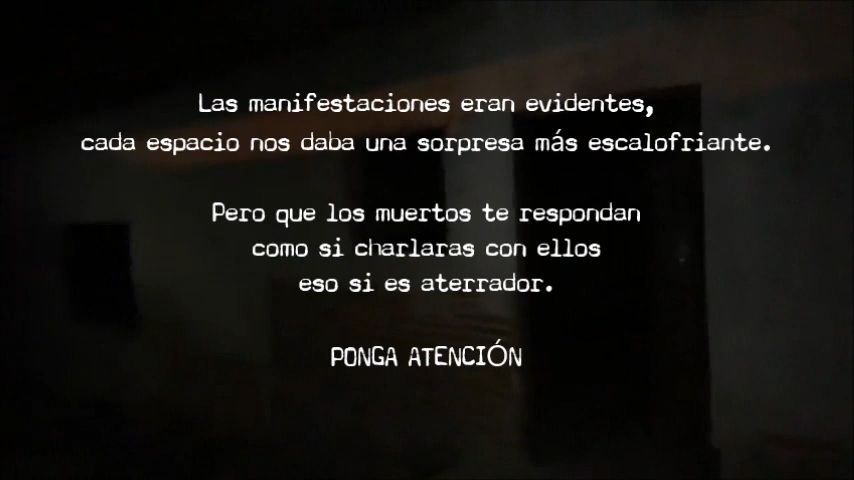 Las manifestaciones eran evidentes,
cada espacio nos daba una sorpresa más escalofriante.
Pero que los muertos te respondan
como si charlaras con ellos
eso si es aterrador.
PONGA ATENCIÓN